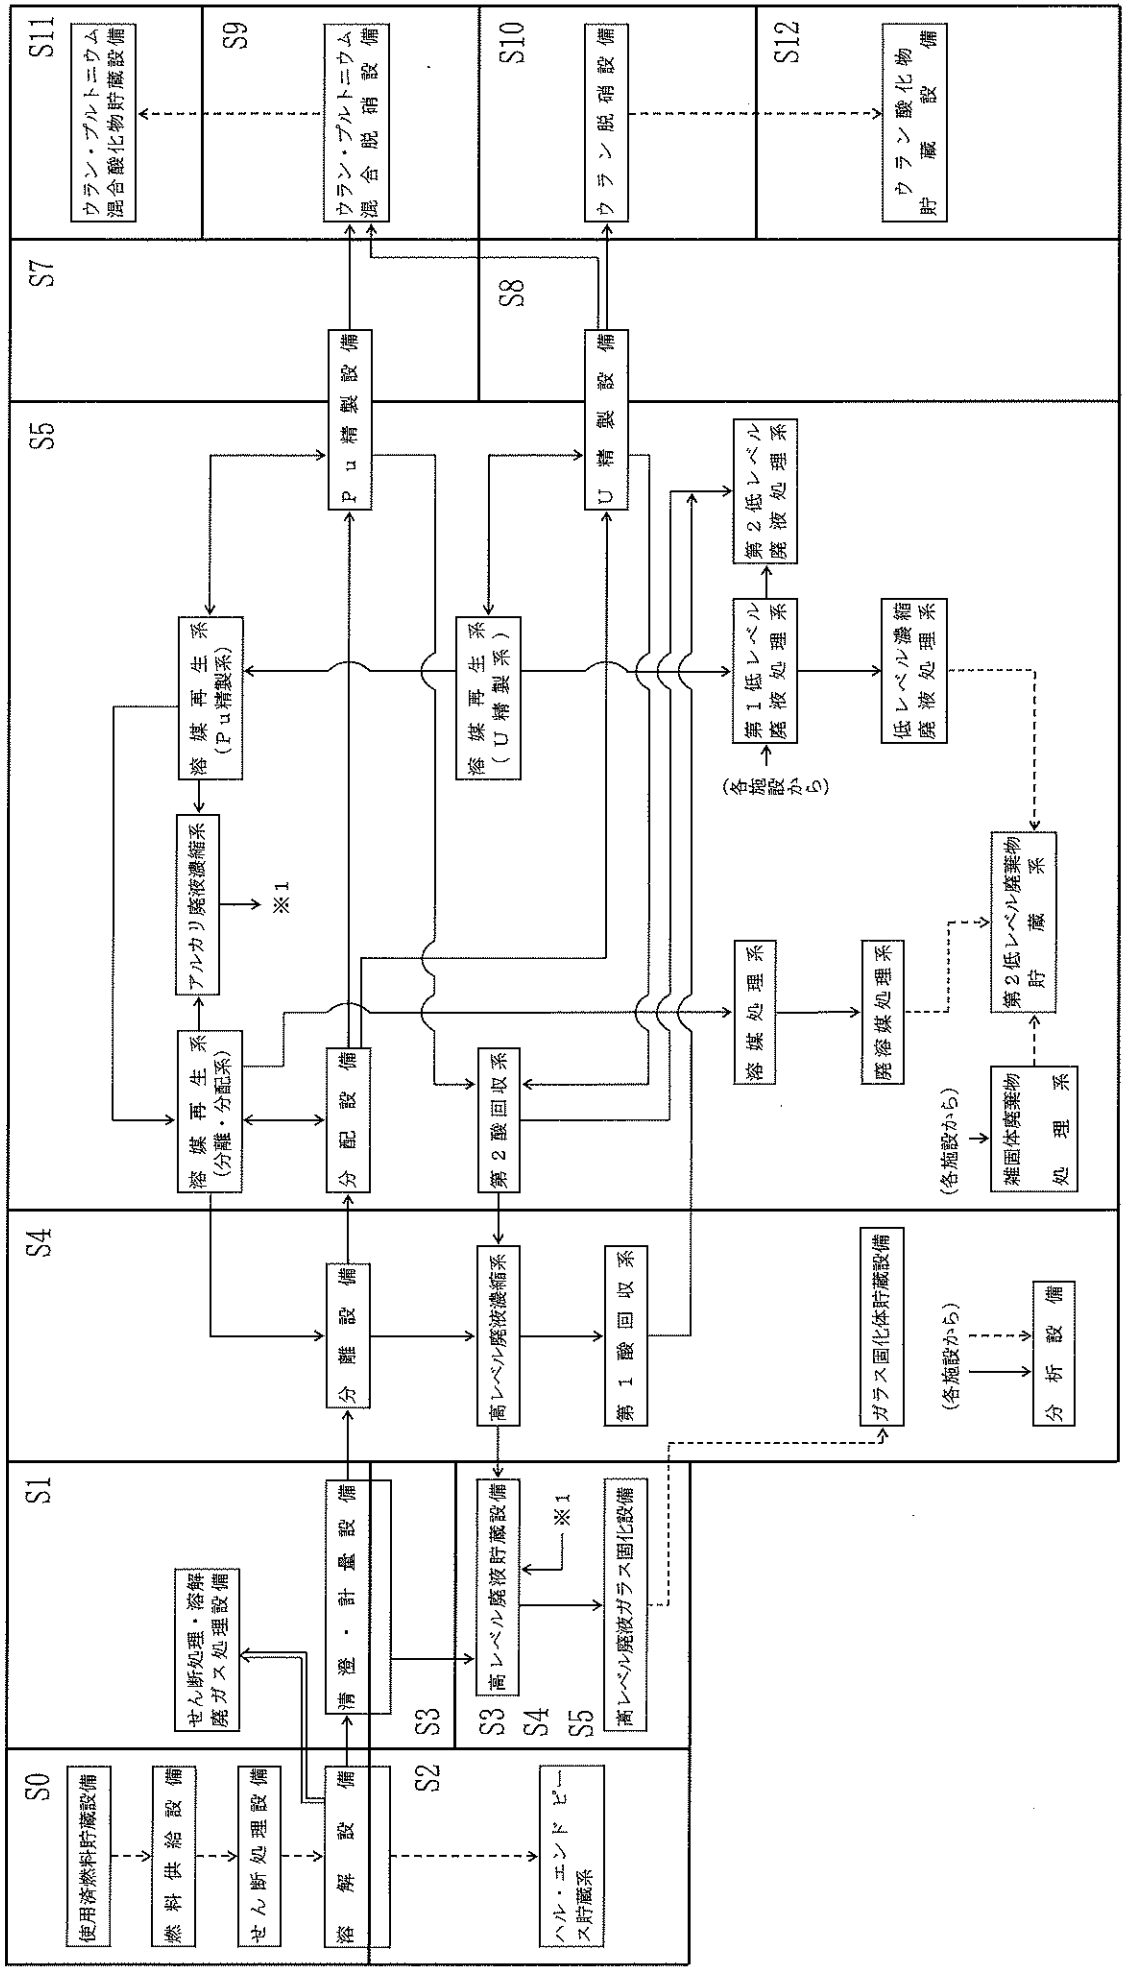 S0
使用済燃料貯蔵設備
燃料供給設備
せん断処理設備
溶解設備
S2
ハル・エンド ピー
ス貯蔵系
S1
せん断処理・溶解
廃ガス処理設備
清澄・計量設備
S3
S3
S4
S5
高レベル廃液貯蔵設備
※1
高レベル廃液ガラス固化設備
S4
分離設備
高レベル廃液濃縮系
第1酸回収系
ガラス固化体貯蔵設備
(各施設から)
分析設備
S5
溶媒再生系
(分離・分配系)
アルカリ廃液濃縮系
※1
溶媒再生系
(Pu精製系)
分配設備
Pu精製設備
第2酸回収系
溶媒再生系
(U精製系)
U精製設備
溶媒処理系
廃溶媒処理系
(各施設から)
第1低レベル
廃液処理系
第2低レベル
廃液処理系
低レベル濃縮
廃液処理系
(各施設から)
雑固体廃棄物
処理系
第2低レベル廃棄物
貯蔵系
S7
S8
S11
ウラン・プルトニウム
混合酸化物貯蔵設備
S9
ウラン・プルトニウム
混合脱硝設備
S10
ウラン脱硝設備
S12
ウラン酸化物
貯蔵設備